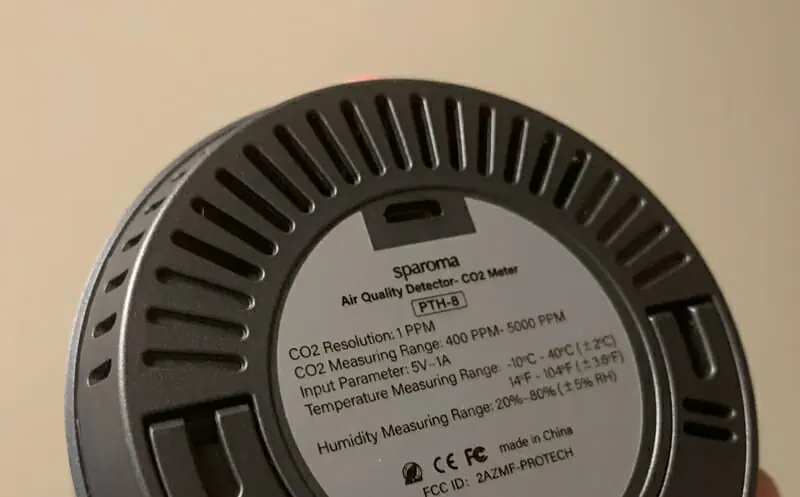 sparoma
Air Quality Detector- CO2 Meter
PTH-8
CO2 Resolution: 1 PPM
CO2 Measuring Range: 400 PPM- 5000 PPM
Input Parameter: 5V⎓1A
Temperature Measuring Range: -10°C - 40°C (±2°C)
14°F - 104°F (±3.6°F)
Humidity Measuring Range: 20%-80% (±5% RH)
CE FC made in China
FCC ID: 2AZMF-PROTECH